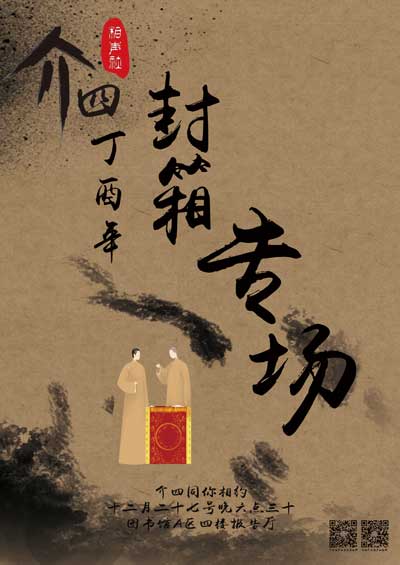 相声社
介四
丁酉年
封箱
专场
介四同你相约
十二月二十七号晚六点三十
图书馆A区四楼报告厅